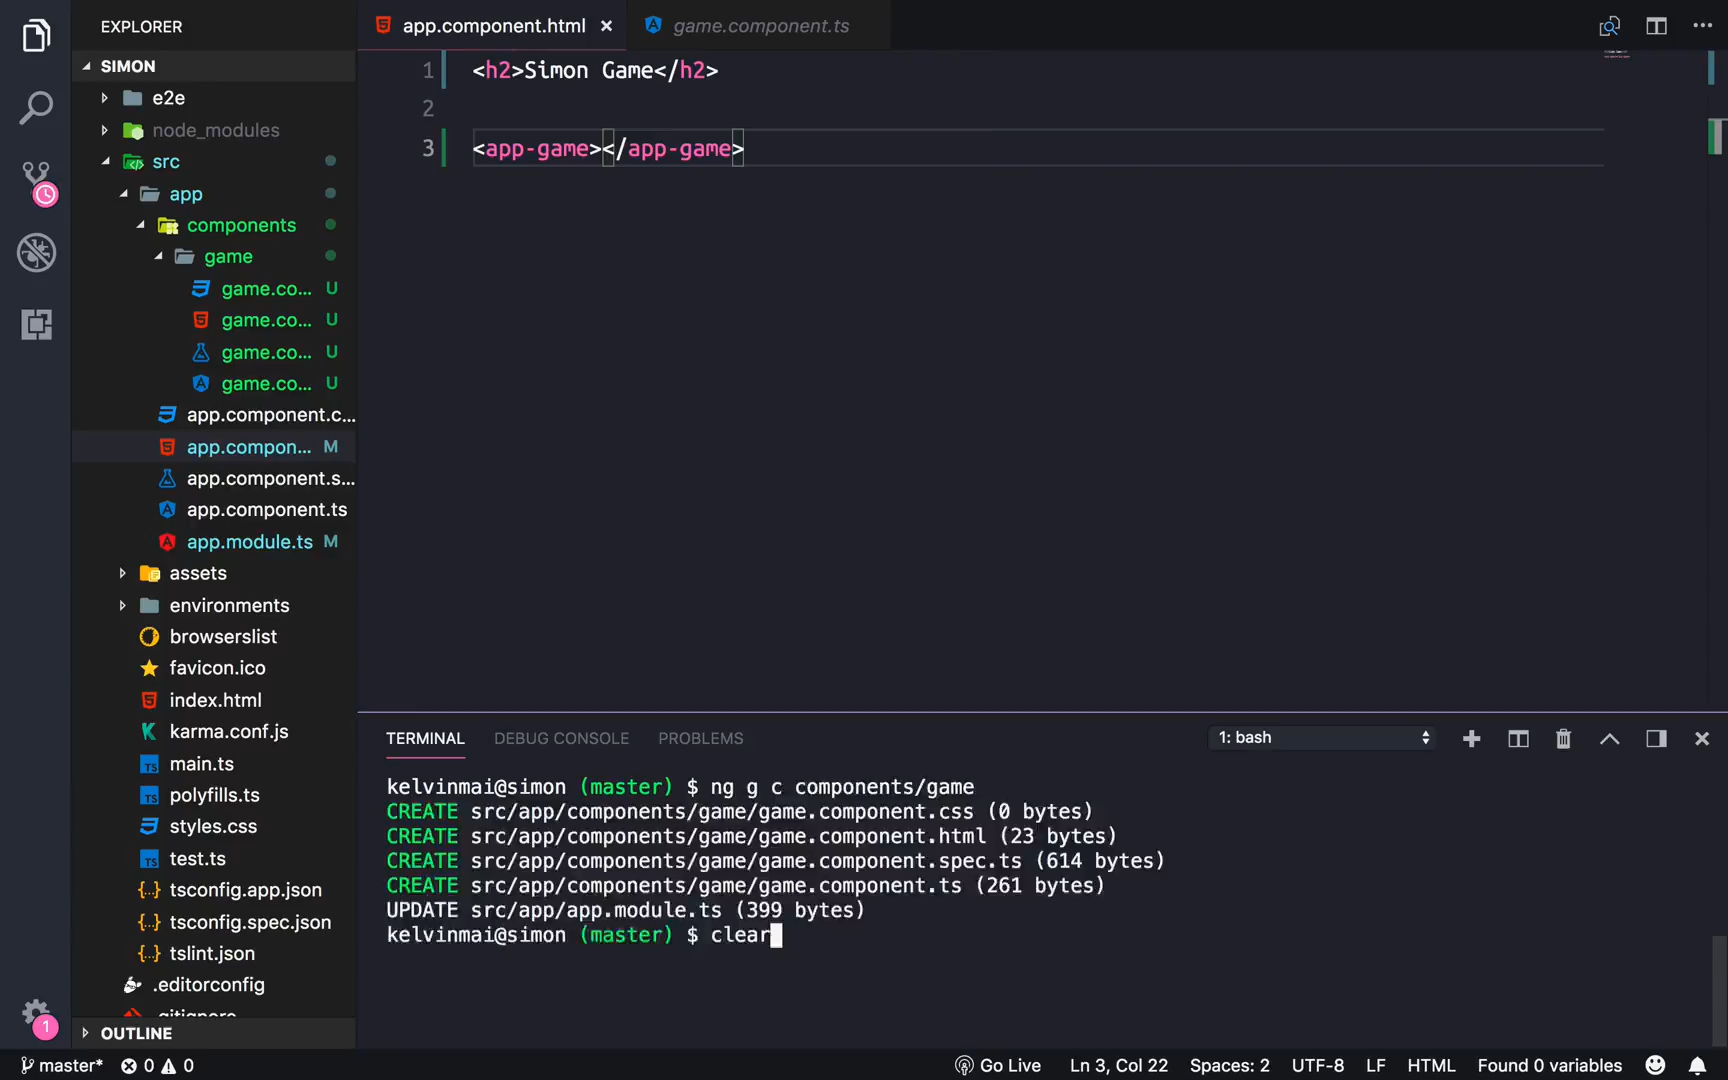 EXPLORER
SIMON
e2e
node_modules
src
app
components
game
game.co... U
game.co... U
game.co... U
game.co... U
app.component.c...
app.compon... M
app.component.s...
app.component.ts
app.module.ts M
assets
environments
browserslist
favicon.ico
index.html
karma.conf.js
main.ts
polyfills.ts
styles.css
test.ts
tsconfig.app.json
tsconfig.spec.json
tslint.json
.editorconfig
.gitignore
OUTLINE
app.component.html
game.component.ts
1 <h2>Simon Game</h2>
2
3 <app-game></app-game>
TERMINAL DEBUG CONSOLE PROBLEMS 1: bash
kelvinmai@simon (master) $ ng g c components/game
CREATE src/app/components/game/game.component.css (0 bytes)
CREATE src/app/components/game/game.component.html (23 bytes)
CREATE src/app/components/game/game.component.spec.ts (614 bytes)
CREATE src/app/components/game/game.component.ts (261 bytes)
UPDATE src/app/app.module.ts (399 bytes)
kelvinmai@simon (master) $ clear
1
master* 0 0 Go Live Ln 3, Col 22 Spaces: 2 UTF-8 LF HTML Found 0 variables